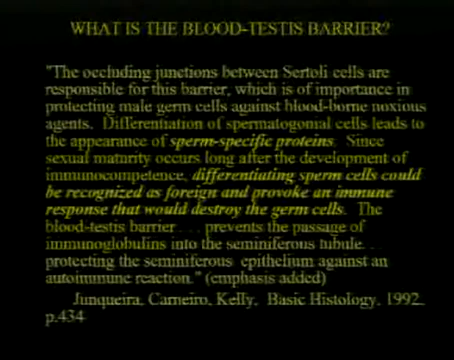 WHAT IS THE BLOOD-TESTIS BARRIER?
"The occluding junctions between Sertoli cells are
responsible for this barrier, which is of importance in
protecting male germ cells against blood-borne noxious
agents. Differentiation of spermatogonial cells leads to
the appearance of sperm-specific proteins. Since
sexual maturity occurs long after the development of
immunocompetence, differentiating sperm cells could
be recognized as foreign and provoke an immune
response that would destroy the germ cells. The
blood-testis barrier . . . prevents the passage of
immunoglobulins into the seminiferous tubule. . .
protecting the seminiferous epithelium against an
autoimmune reaction." (emphasis added)
Junqueira, Carneiro, Kelly, Basic Histology, 1992,
p.434